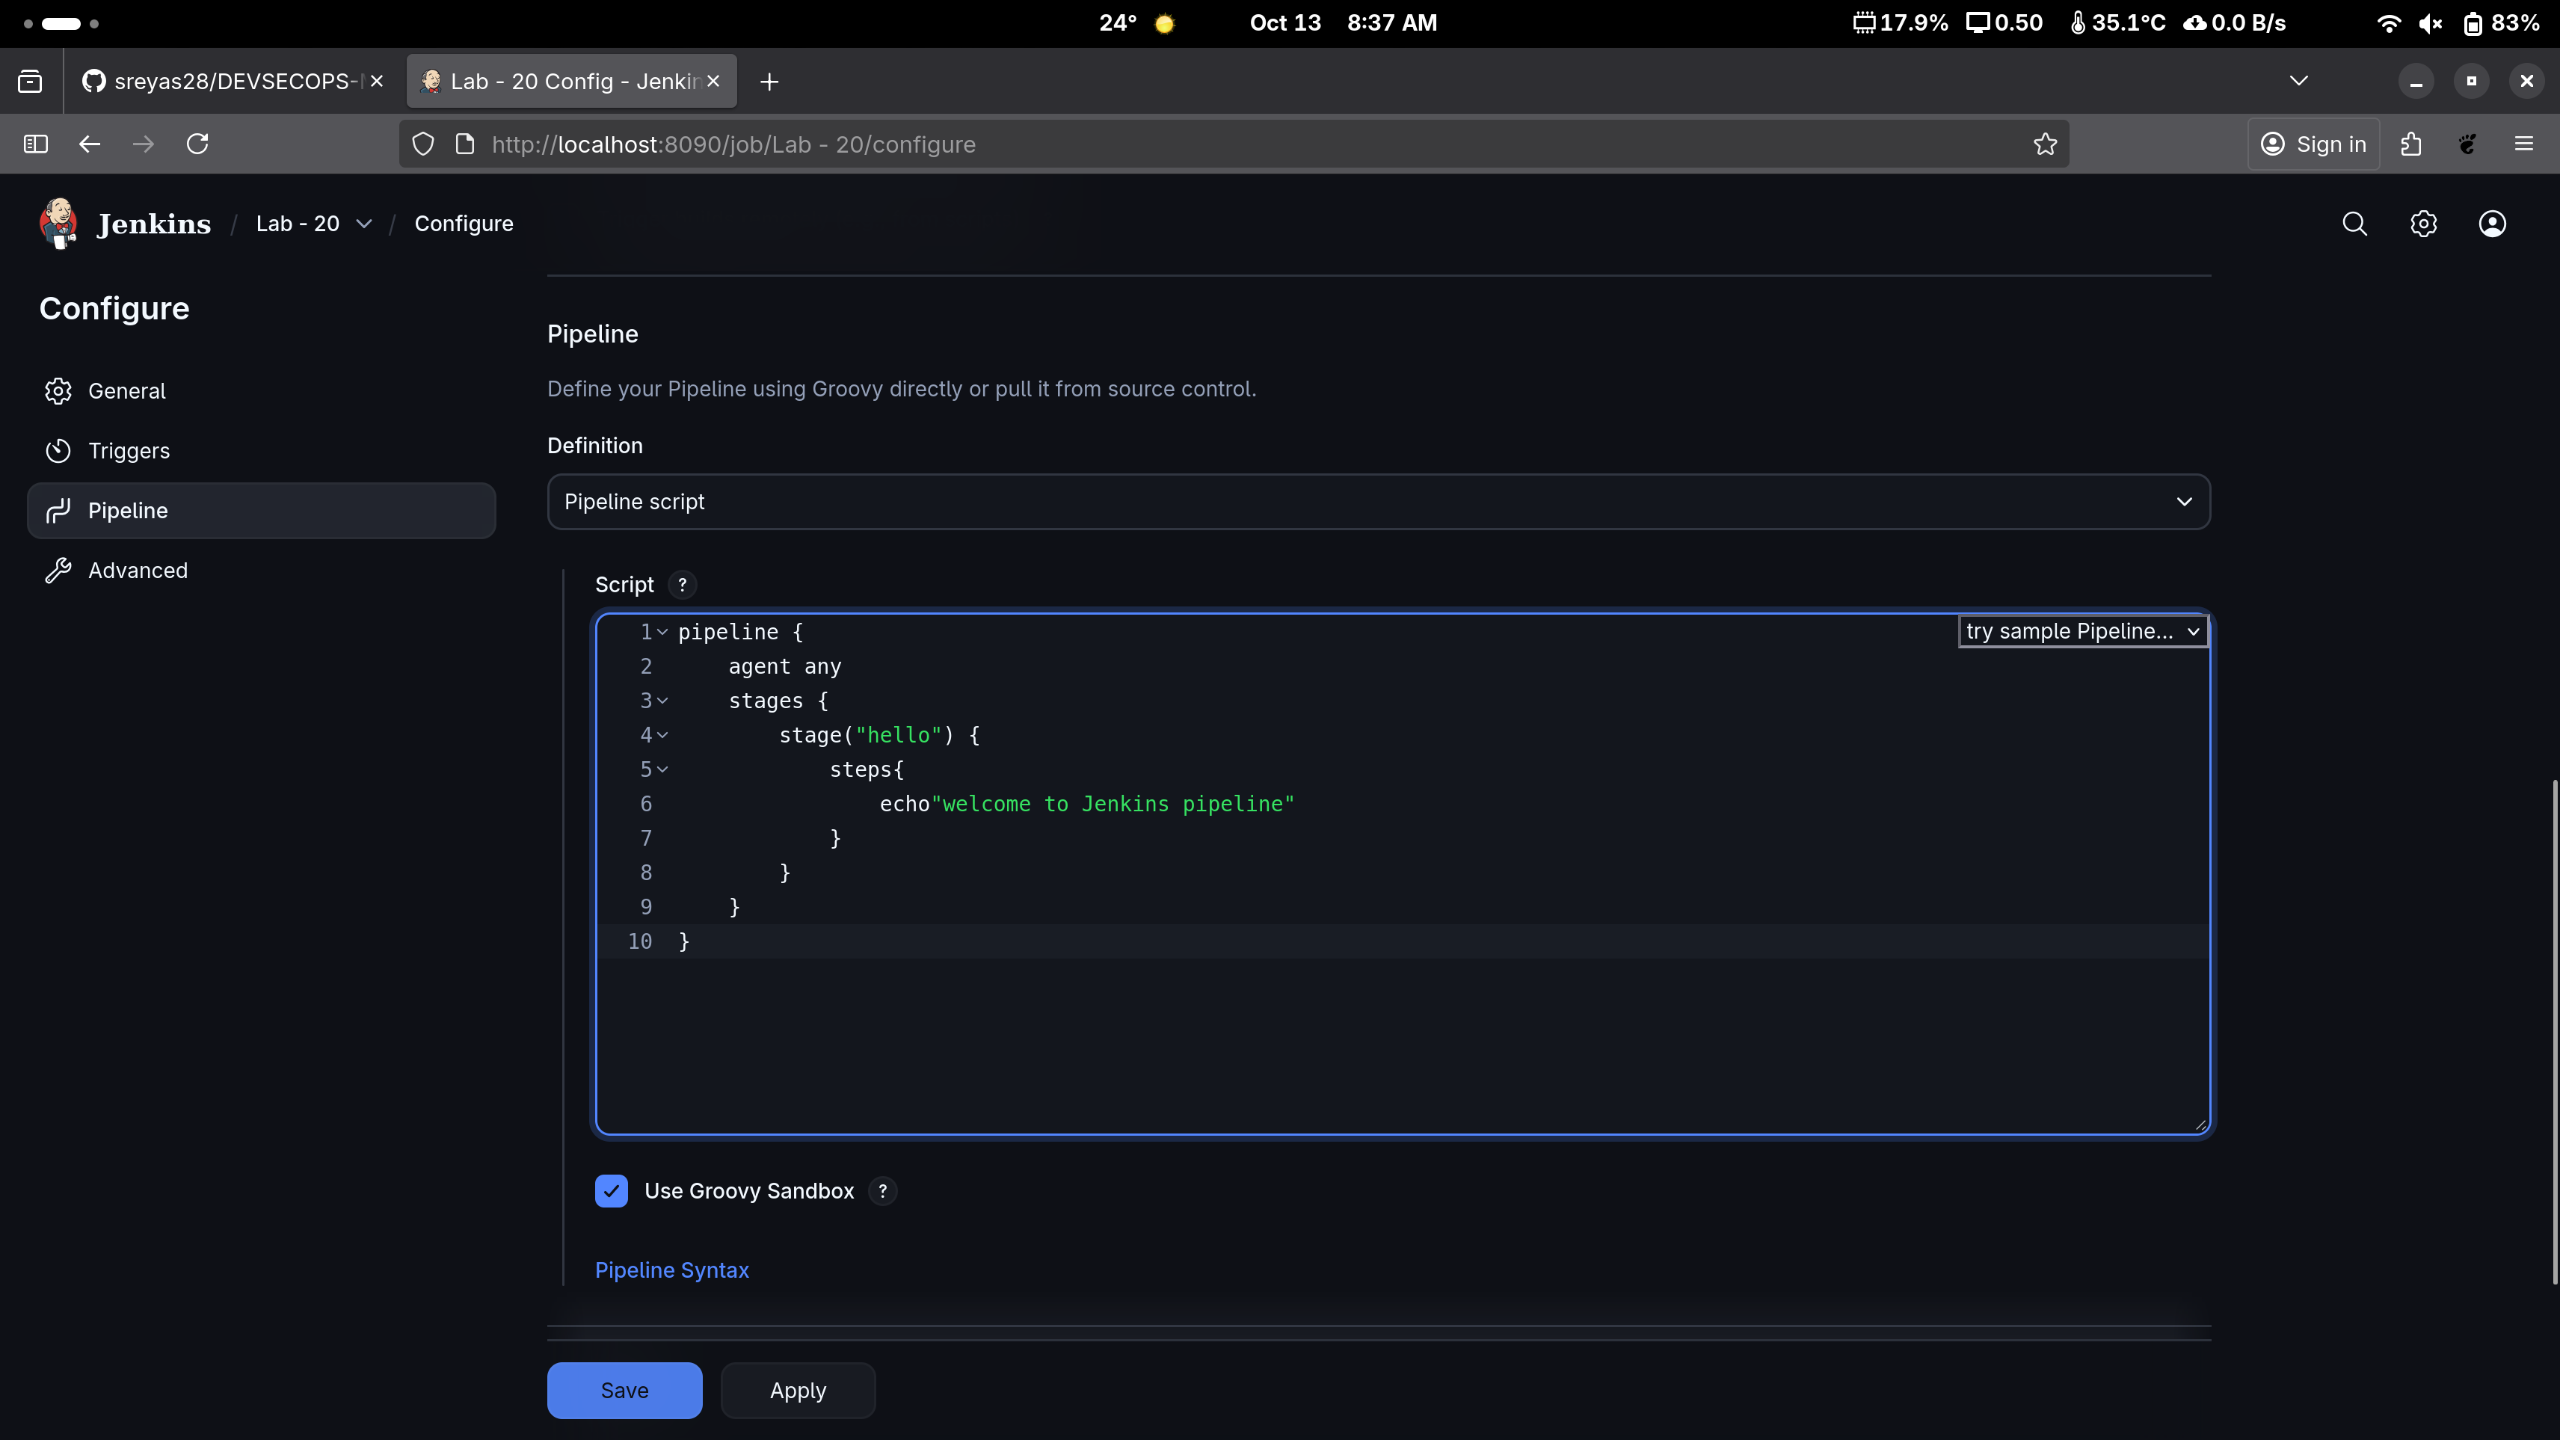 24° Oct 13 8:37 AM 17.9% 0.50 35.1°C 0.0 B/s 83%
sreyas28/DEVSECOPS- Lab - 20 Config - Jenkin
http://localhost:8090/job/Lab - 20/configure Sign in
Jenkins / Lab - 20 / Configure
Configure
General
Triggers
Pipeline
Advanced
Pipeline
Define your Pipeline using Groovy directly or pull it from source control.
Definition
Pipeline script
Script ?
try sample Pipeline...
1 pipeline {
2     agent any
3     stages {
4         stage("hello") {
5             steps{
6                 echo"welcome to Jenkins pipeline"
7             }
8         }
9     }
10 }
Use Groovy Sandbox ?
Pipeline Syntax
Save Apply